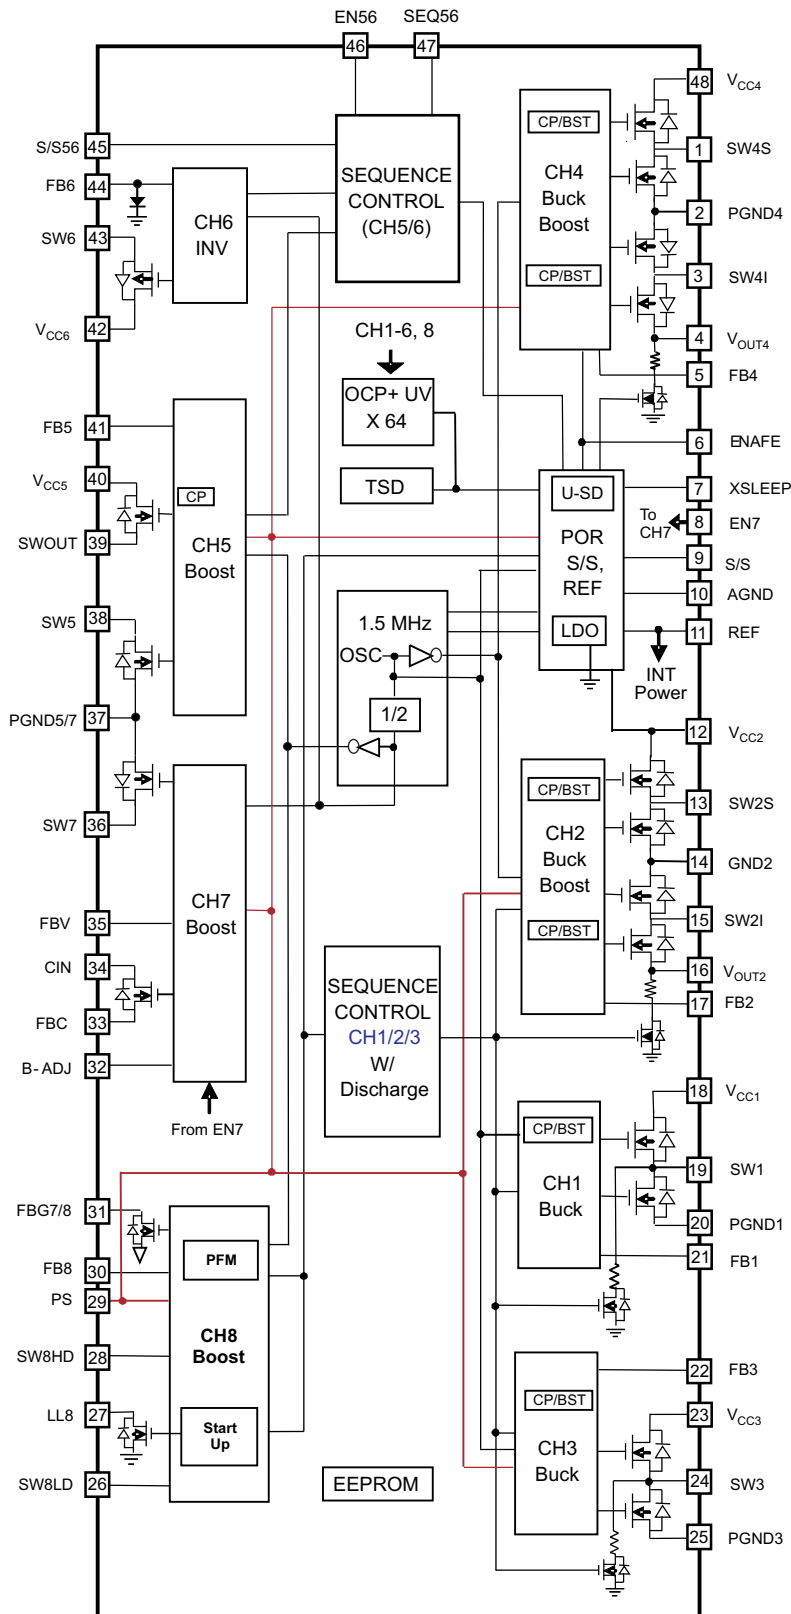 EN56 SEQ56
46 47
S/S56 45
FB6 44
SW6 43
VCC6 42
CH6
INV
SEQUENCE
CONTROL
(CH5/6)
CP/BST
CH4
Buck
Boost
CP/BST
48 VCC4
1 SW4S
2 PGND4
3 SW4I
4 VOUT4
5 FB4
6 ENAFE
7 XSLEEP
8 EN7
9 S/S
10 AGND
11 REF
CH1-6, 8
OCP+ UV
X 64
TSD
U-SD
POR
S/S,
REF
LDO
To
CH7
INT
Power
FB5 41
VCC5 40
SWOUT 39
SW5 38
PGND5/7 37
SW7 36
CP
CH5
Boost
1.5 MHz
OSC
1/2
12 VCC2
13 SW2S
14 GND2
15 SW2I
16 VOUT2
17 FB2
CP/BST
CH2
Buck
Boost
CP/BST
FBV 35
CIN 34
FBC 33
B-ADJ 32
CH7
Boost
From EN7
SEQUENCE
CONTROL
CH1/2/3
W/
Discharge
18 VCC1
19 SW1
20 PGND1
21 FB1
CP/BST
CH1
Buck
FBG7/8 31
FB8 30
PS 29
SW8HD 28
LL8 27
SW8LD 26
PFM
CH8
Boost
Start
Up
EEPROM
CP/BST
CH3
Buck
22 FB3
23 VCC3
24 SW3
25 PGND3